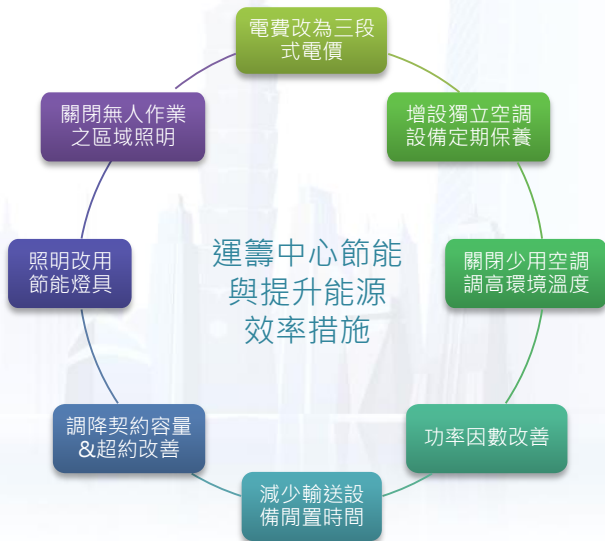 電費改為三段
式電價
增設獨立空調
設備定期保養
關閉少用空調
調高環境溫度
功率因數改善
減少輸送設
備閒置時間
調降契約容量
&超約改善
照明改用
節能燈具
關閉無人作業
之區域照明
運籌中心節能
與提升能源
效率措施